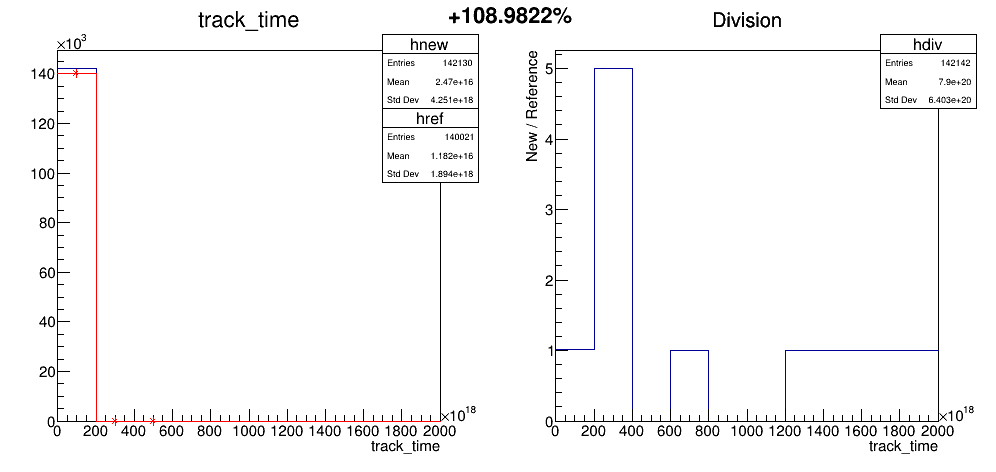 +108.9822%
track_time
Division
×10³
hnew
Entries 142130
Mean 2.47e+16
Std Dev 4.251e+18
href
Entries 140021
Mean 1.182e+16
Std Dev 1.894e+18
140
120
100
80
60
40
20
0
0 200 400 600 800 1000 1200 1400 1600 1800 2000
×10¹⁸
track_time
hdiv
Entries 142142
Mean 7.9e+20
Std Dev 6.403e+20
New / Reference
5
4
3
2
1
0
0 200 400 600 800 1000 1200 1400 1600 1800 2000
×10¹⁸
track_time